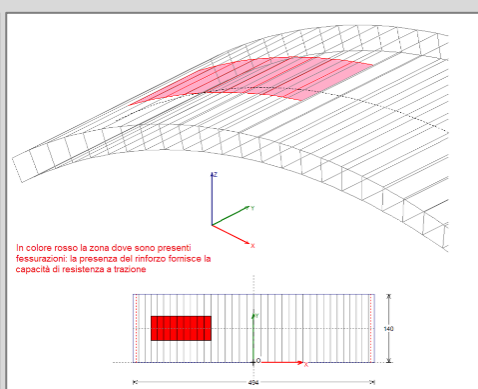 Z
Y
X
In colore rosso la zona dove sono presenti
fessurazioni: la presenza del rinforzo fornisce la
capacità di resistenza a trazione
Y
140
O
X
494